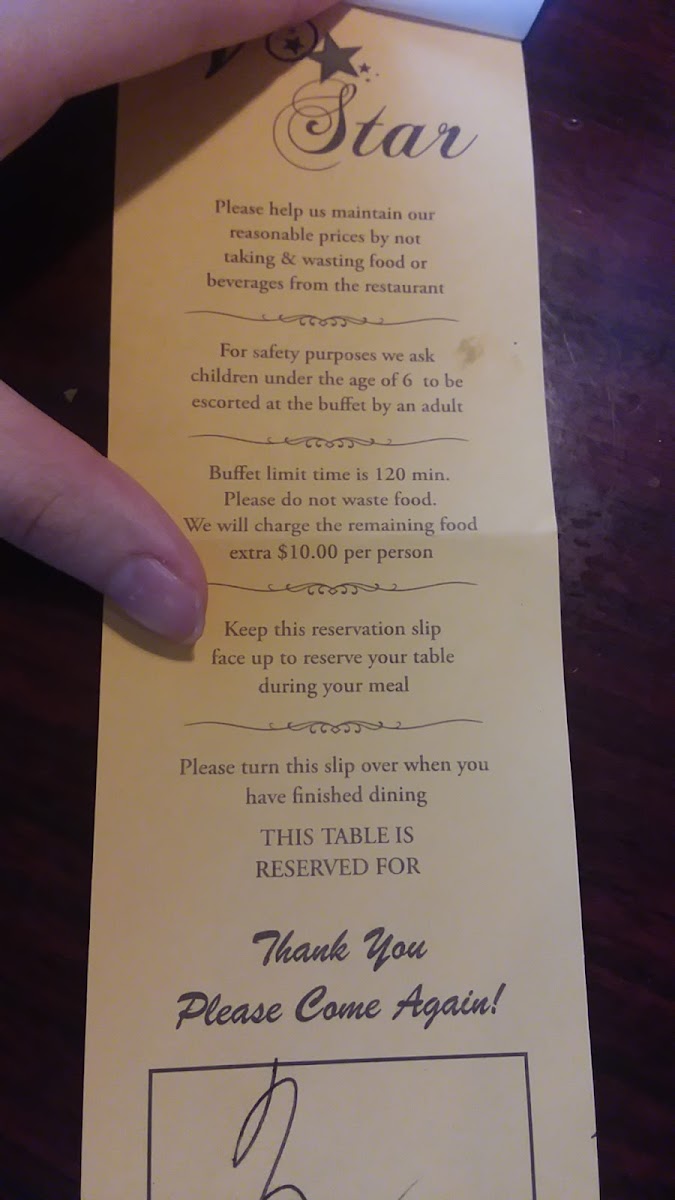 Star
Please help us maintain our
reasonable prices by not
taking & wasting food or
beverages from the restaurant
For safety purposes we ask
children under the age of 6 to be
escorted at the buffet by an adult
Buffet limit time is 120 min.
Please do not waste food.
We will charge the remaining food
extra $10.00 per person
Keep this reservation slip
face up to reserve your table
during your meal
Please turn this slip over when you
have finished dining
THIS TABLE IS
RESERVED FOR
Thank You
Please Come Again!